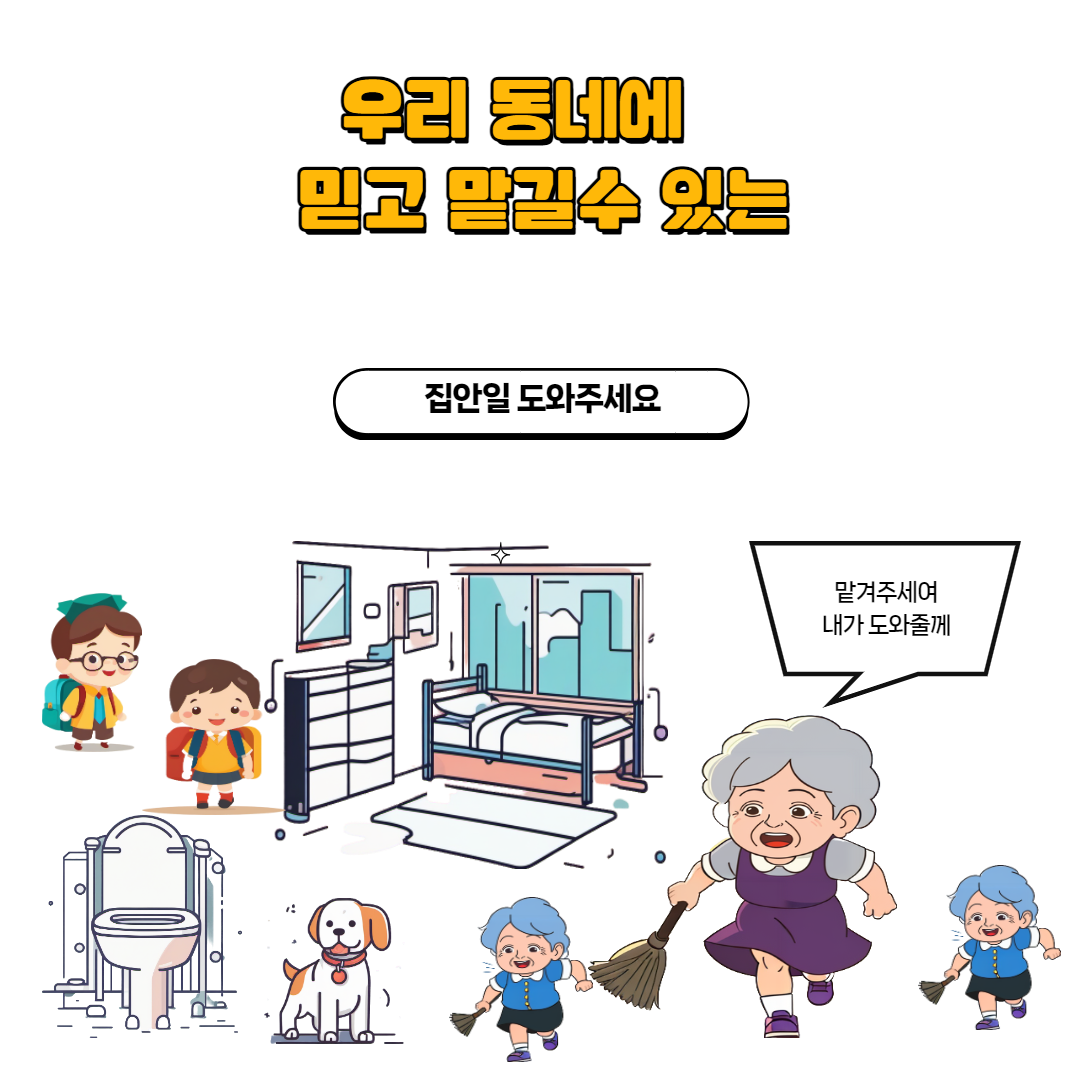 우리 동네에
믿고 맡길수 있는
집안일 도와주세요
맡겨주세여
내가 도와줄께